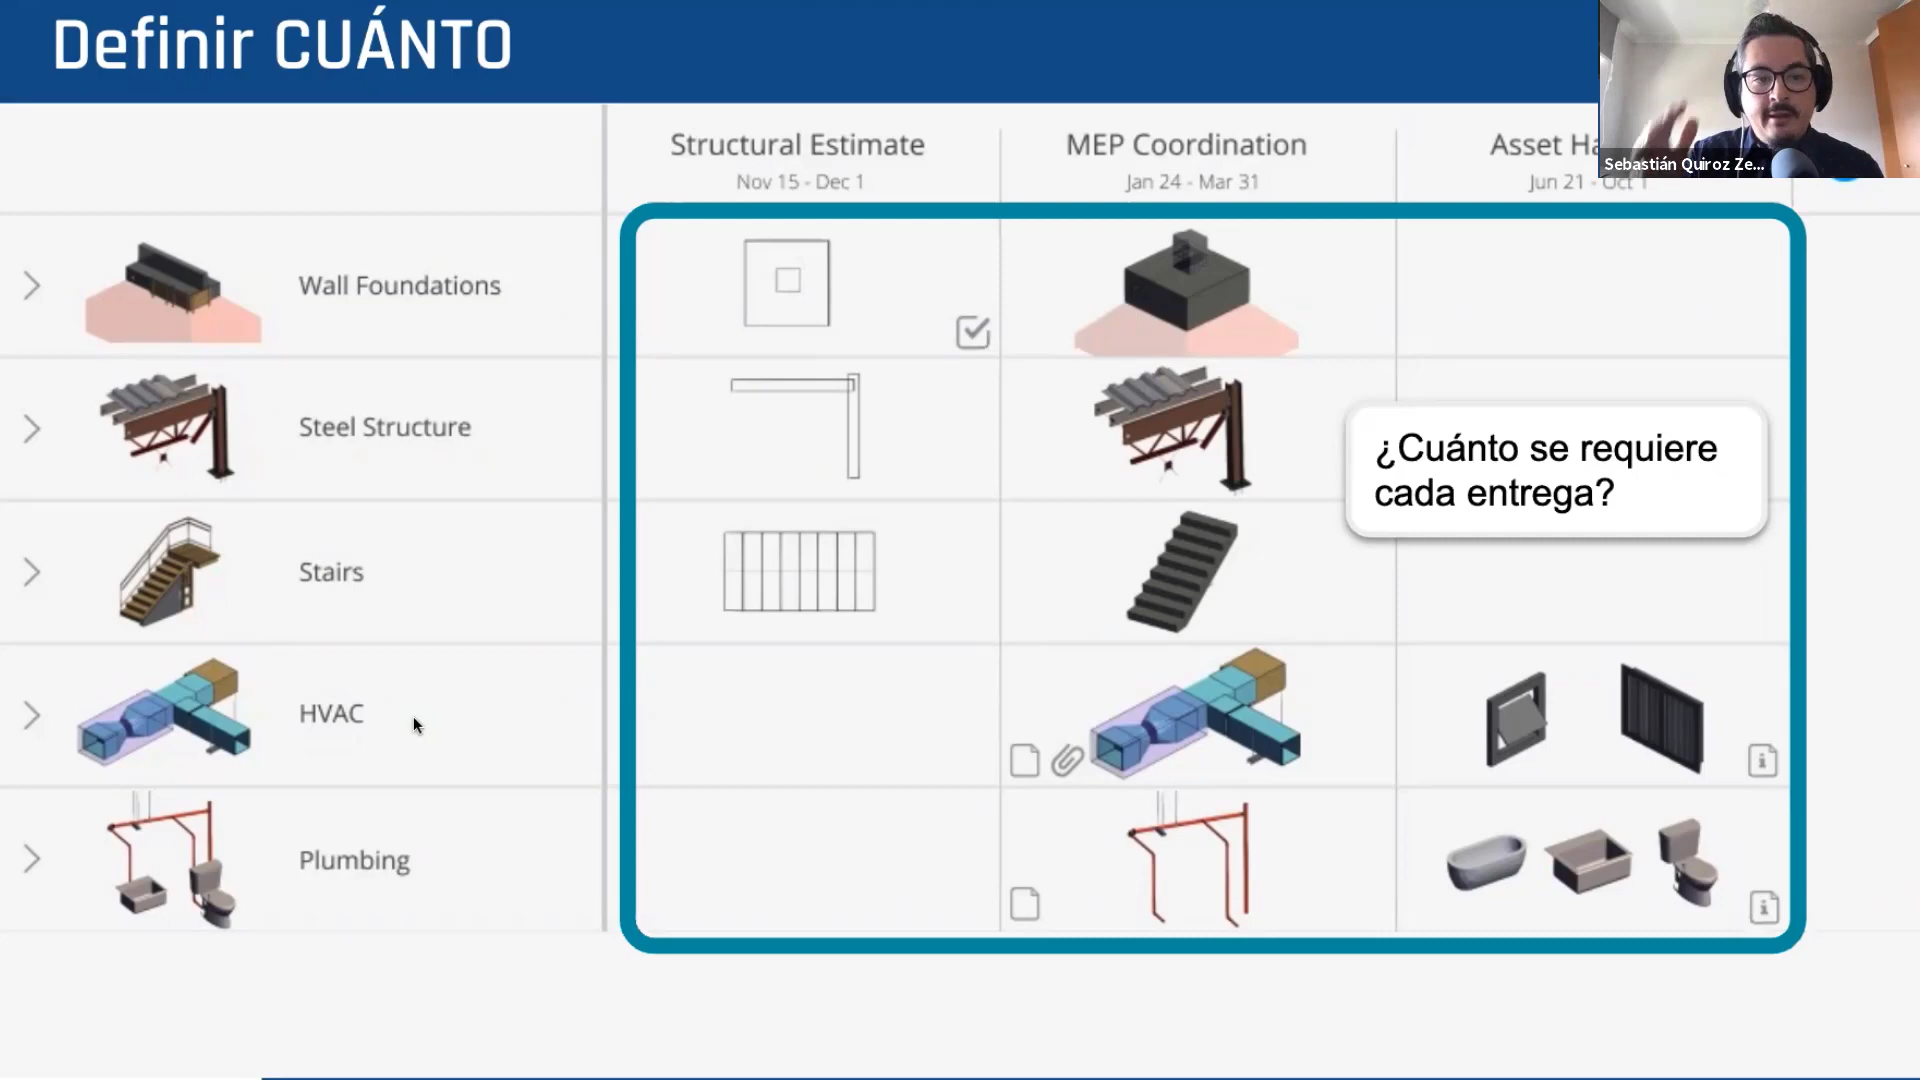 Definir CUÁNTO
Sebastián Quiroz Ze...
Structural Estimate
Nov 15 - Dec 1
MEP Coordination
Jan 24 - Mar 31
Asset Ha
Jun 21 - Oct 1
Wall Foundations
Steel Structure
¿Cuánto se requiere
cada entrega?
Stairs
HVAC
Plumbing